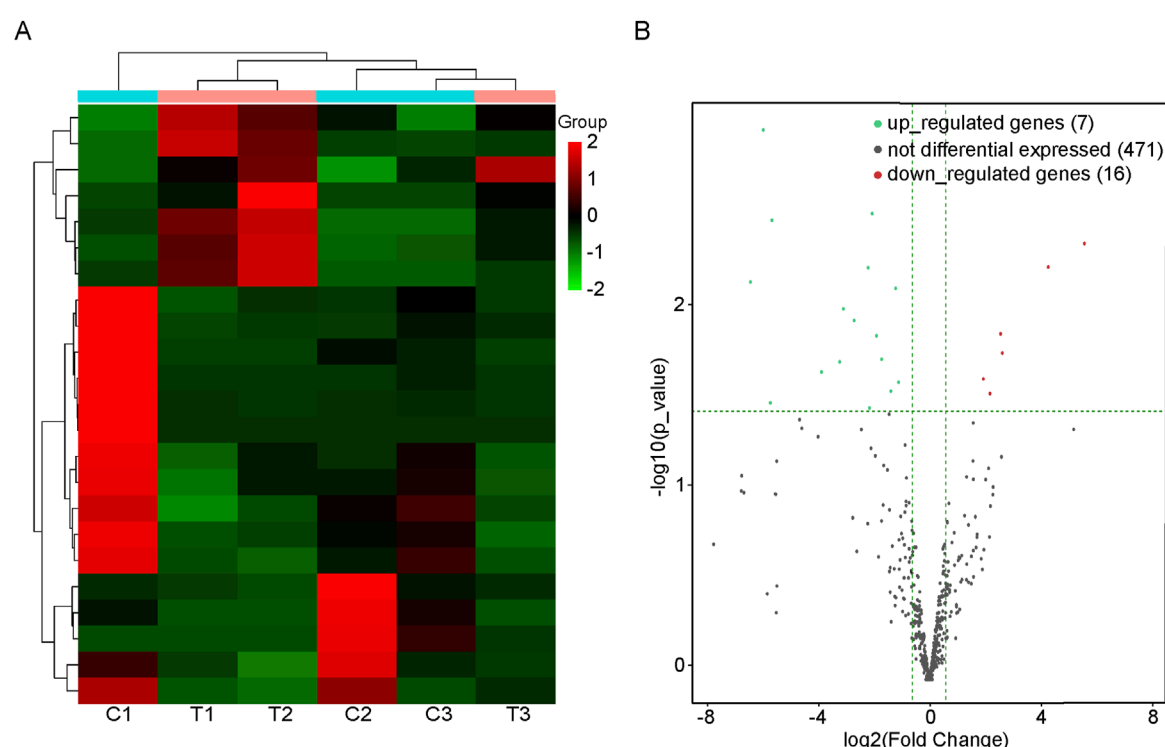 A
Group
2
1
0
-1
-2
C1 T1 T2 C2 C3 T3
B
up_regulated genes (7)
not differential expressed (471)
down_regulated genes (16)
-log10(p_value)
2
1
0
-8 -4 0 4 8
log2(Fold Change)